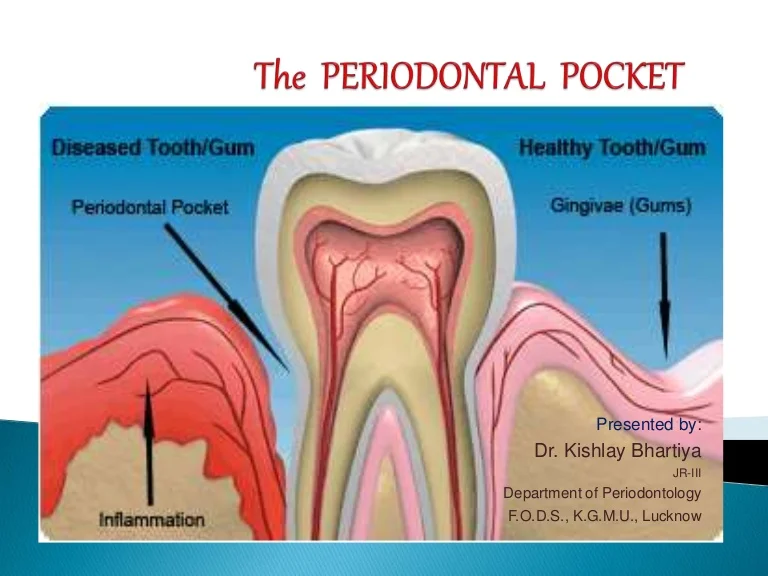 The PERIODONTAL POCKET
Diseased Tooth/Gum
Healthy Tooth/Gum
Periodontal Pocket
Gingivae (Gums)
Inflammation
Presented by:
Dr. Kishlay Bhartiya
JR-III
Department of Periodontology
F.O.D.S., K.G.M.U., Lucknow